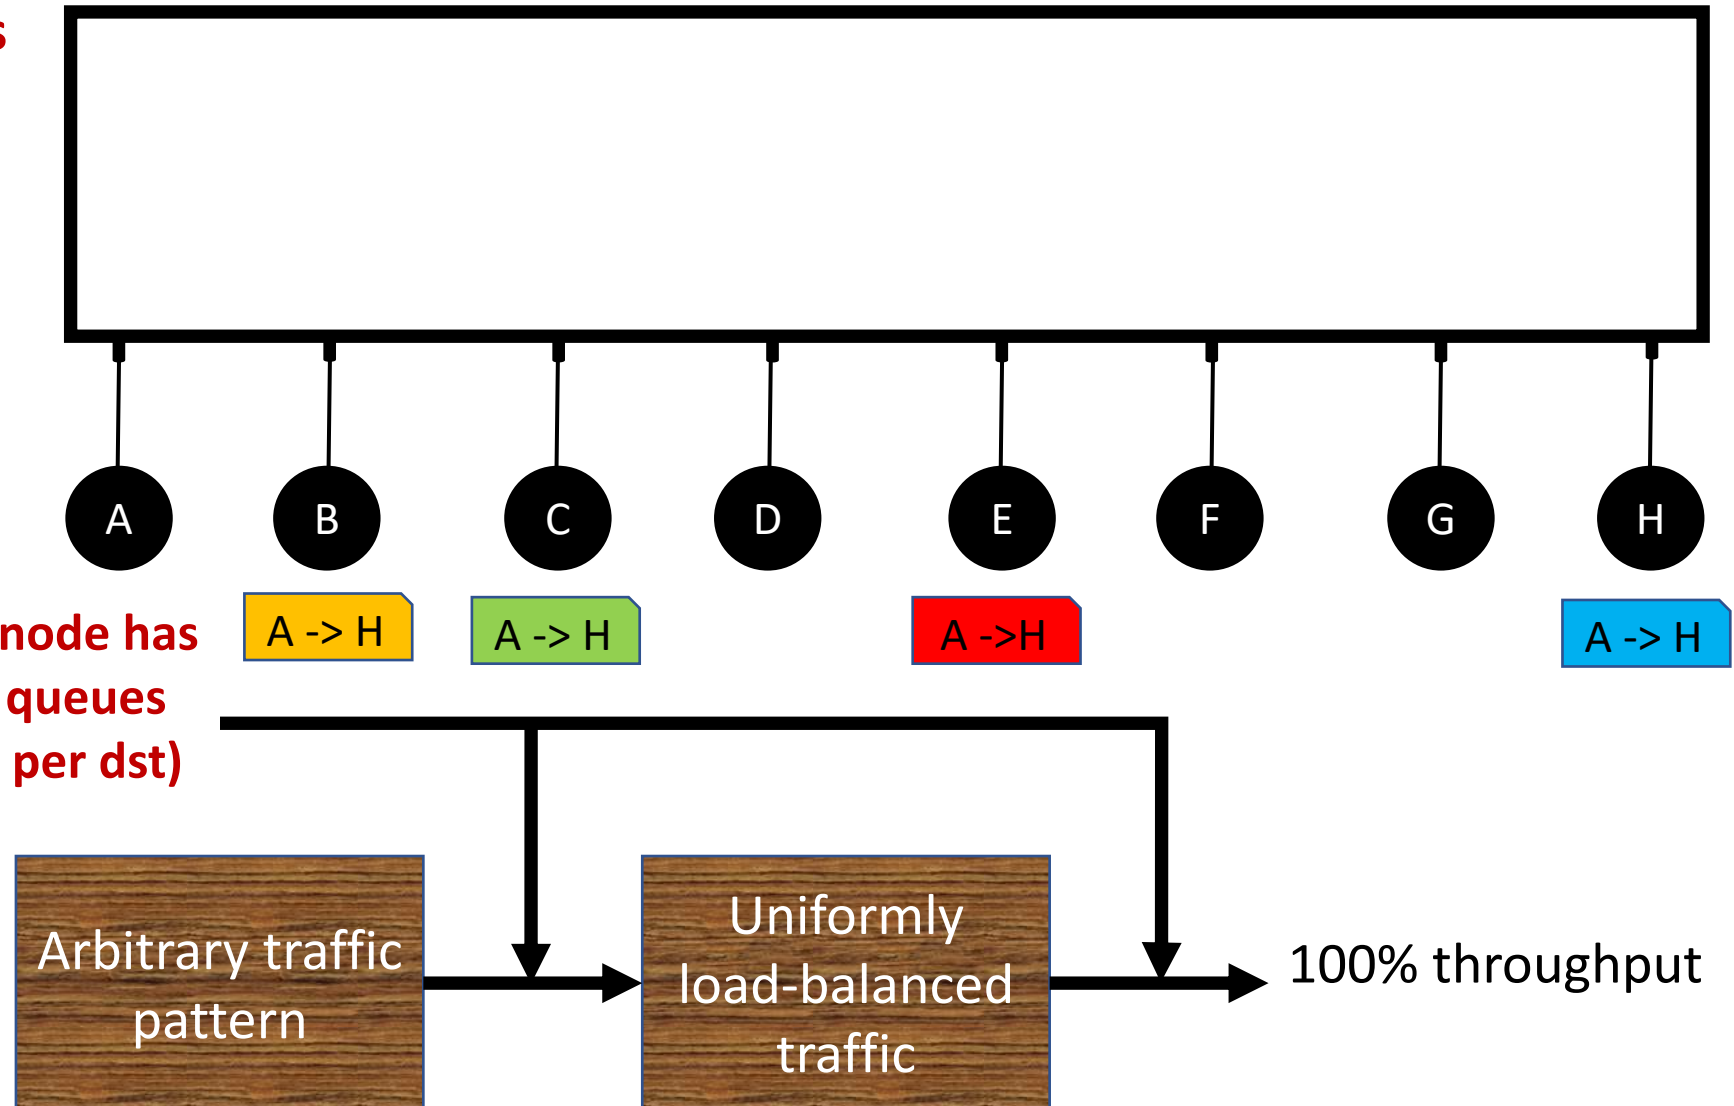 s
A B C D E F G H
node has
queues
per dst)
A -> H
A -> H
A ->H
A -> H
Arbitrary traffic
pattern
Uniformly
load-balanced
traffic
100% throughput